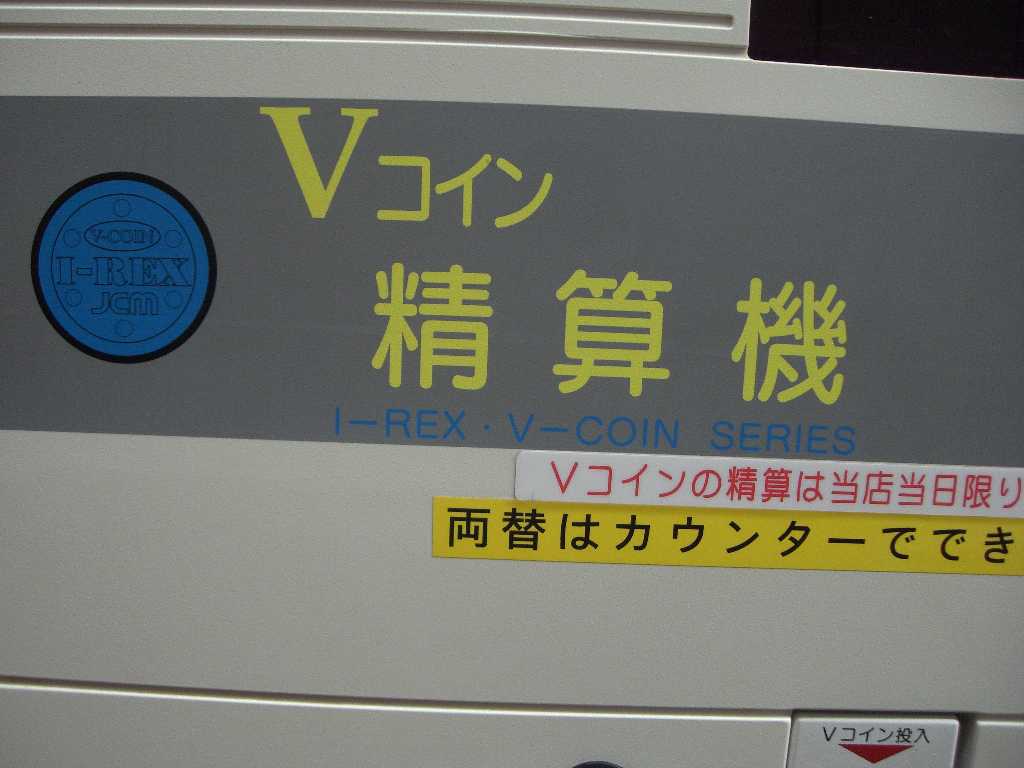 Vコイン
V-COIN
I-REX
JCM
精算機
I-REX・V-COIN SERIES
Vコインの精算は当店当日限り
両替はカウンターででき
Vコイン投入